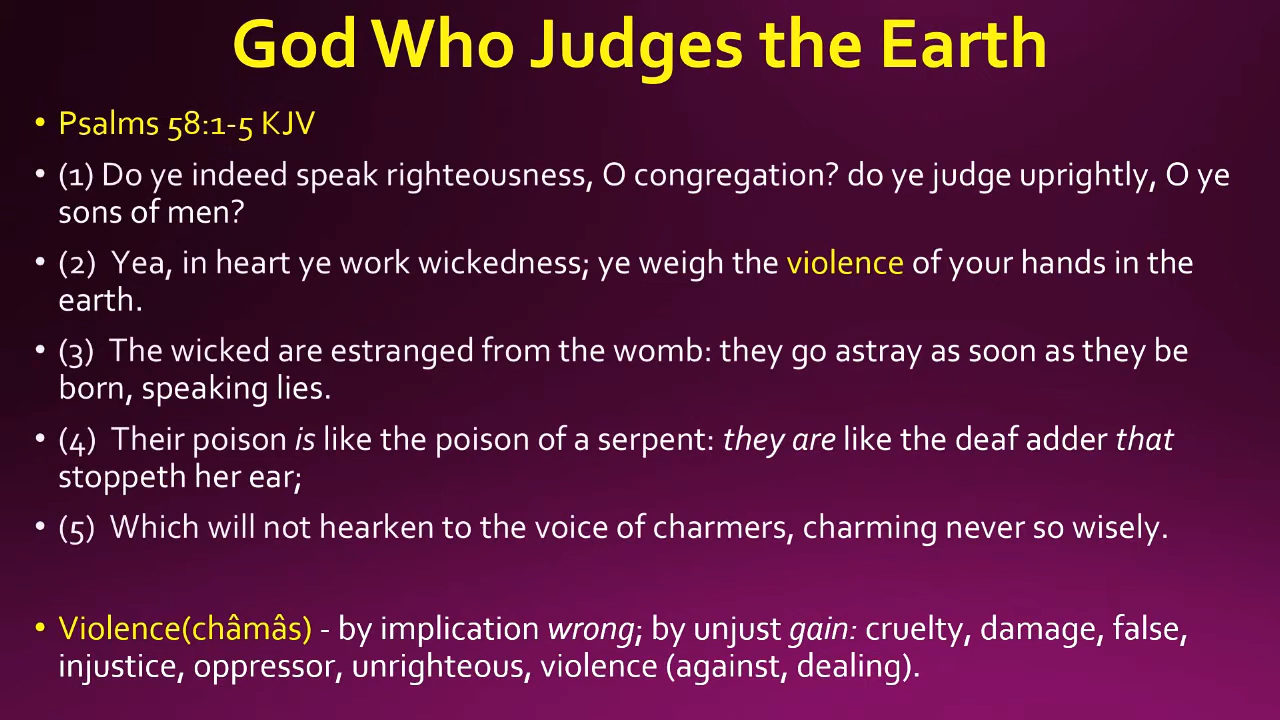 God Who Judges the Earth
• Psalms 58:1-5 KJV
• (1) Do ye indeed speak righteousness, O congregation? do ye judge uprightly, O ye
sons of men?
• (2)  Yea, in heart ye work wickedness; ye weigh the violence of your hands in the
earth.
• (3)  The wicked are estranged from the womb: they go astray as soon as they be
born, speaking lies.
• (4)  Their poison is like the poison of a serpent: they are like the deaf adder that
stoppeth her ear;
• (5)  Which will not hearken to the voice of charmers, charming never so wisely.
• Violence(châmâs) - by implication wrong; by unjust gain: cruelty, damage, false,
injustice, oppressor, unrighteous, violence (against, dealing).